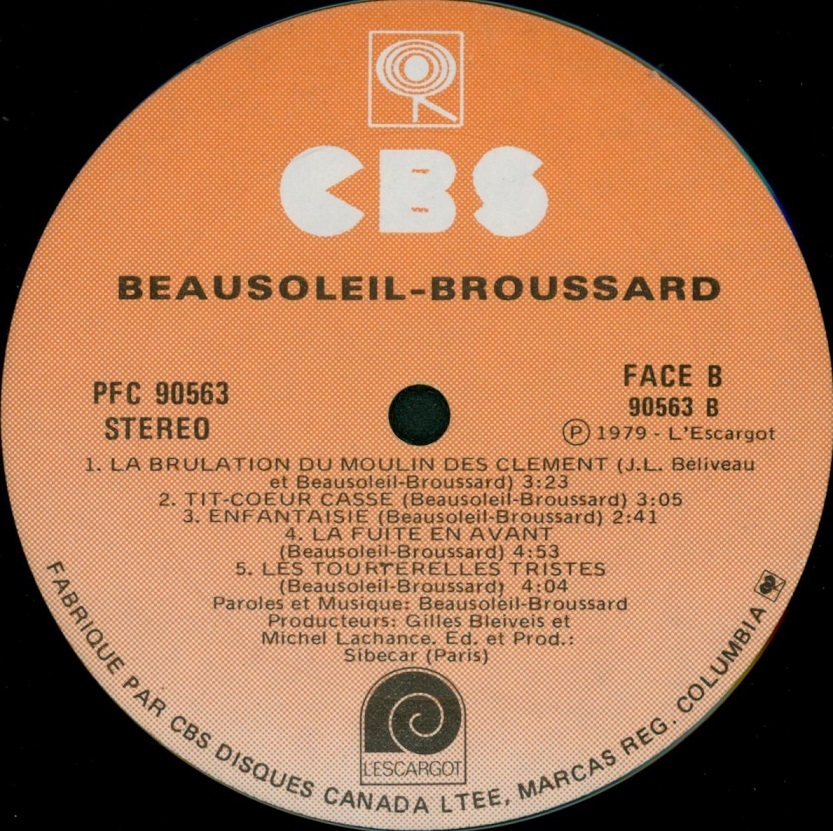 CBS
BEAUSOLEIL-BROUSSARD
PFC 90563
STEREO
FACE B
90563 B
Ⓟ 1979 - L'Escargot
1. LA BRULATION DU MOULIN DES CLEMENT (J.L. Béliveau
et Beausoleil-Broussard) 3:23
2. TIT-COEUR CASSE (Beausoleil-Broussard) 3:05
3. ENFANTAISIE (Beausoleil-Broussard) 2:41
4. LA FUITE EN AVANT
(Beausoleil-Broussard) 4:53
5. LES TOURTERELLES TRISTES
(Beausoleil-Broussard) 4:04
Paroles et Musique: Beausoleil-Broussard
Producteurs: Gilles Bleiveis et
Michel Lachance. Ed. et Prod.:
Sibecar (Paris)
L'ESCARGOT
FABRIQUE PAR CBS DISQUES CANADA LTEE, MARCAS REG. COLUMBIA